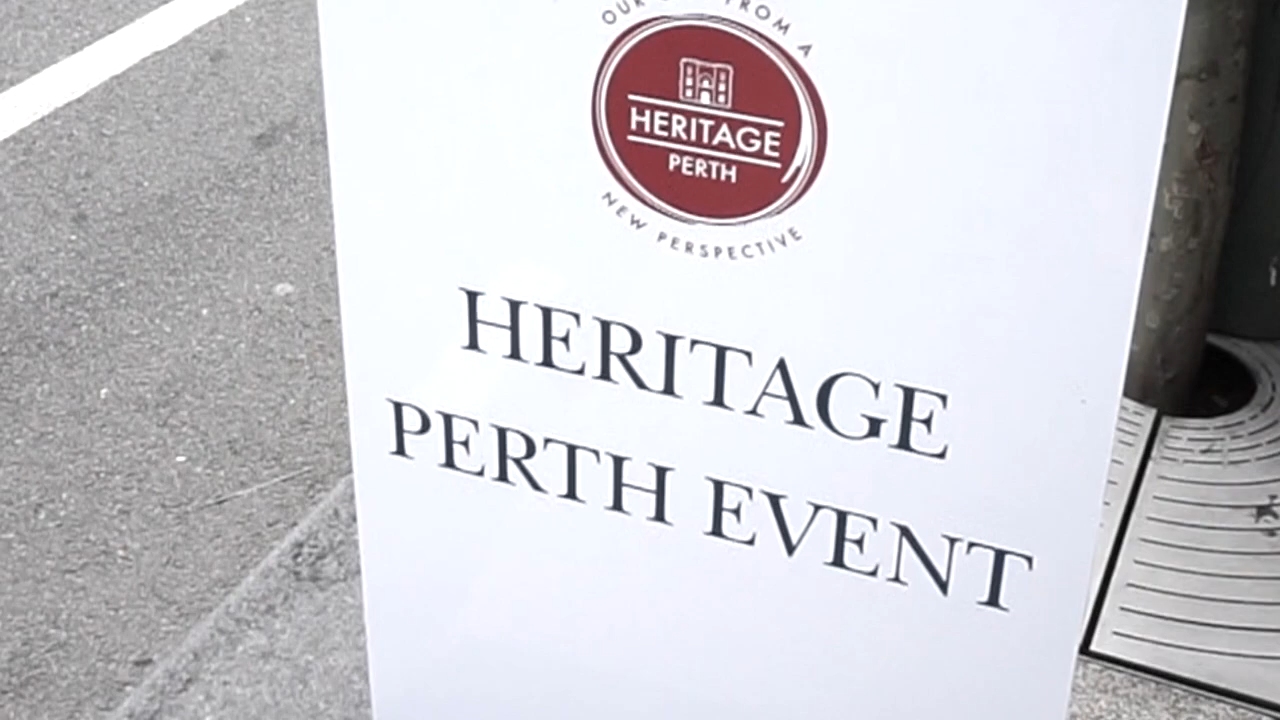 OUR FROM A
HERITAGE
PERTH
NEW PERSPECTIVE
HERITAGE
PERTH EVENT